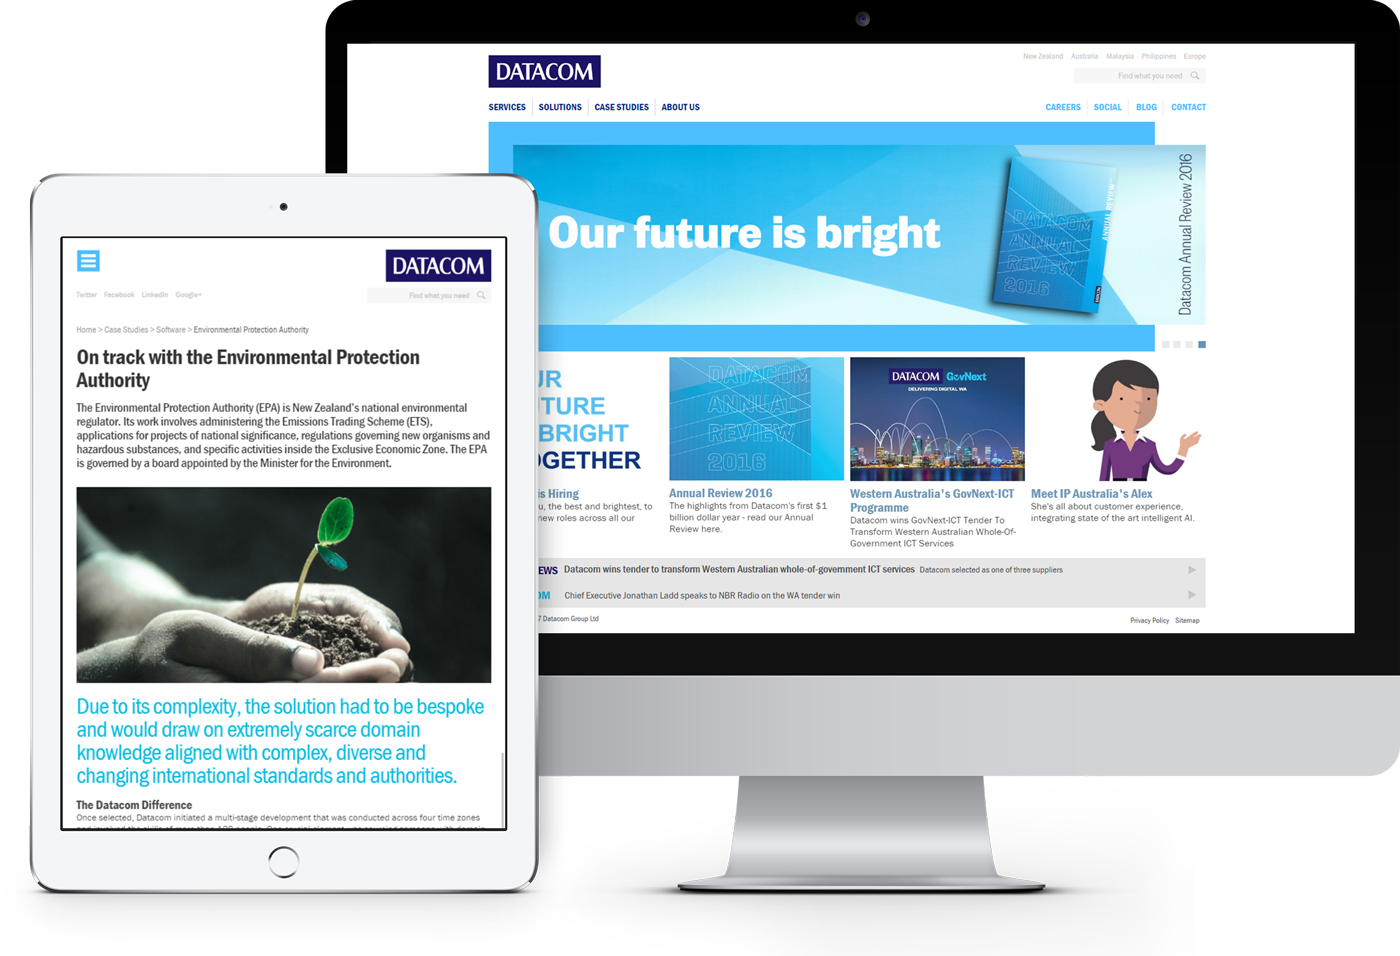 DATACOM
New Zealand Australia Malaysia Philippines Europe
Find what you need
SERVICES SOLUTIONS CASE STUDIES ABOUT US
CAREERS SOCIAL BLOG CONTACT
Our future is bright
DATACOM
ANNUAL
REVIEW
2016
ANNUAL REVIEW
Datacom Annual Review 2016
UR
TURE
BRIGHT
OGETHER
is Hiring
u, the best and brightest, to
new roles across all our
DATACOM
ANNUAL
REVIEW
2016
Annual Review 2016
The highlights from Datacom's first $1
billion dollar year - read our Annual
Review here.
DATACOM GovNext
DELIVERING DIGITAL WA
Western Australia's GovNext-ICT
Programme
Datacom wins GovNext-ICT Tender To
Transform Western Australian Whole-Of-
Government ICT Services
Meet IP Australia's Alex
She's all about customer experience,
integrating state of the art intelligent AI.
EWS Datacom wins tender to transform Western Australian whole-of-government ICT services Datacom selected as one of three suppliers
OM Chief Executive Jonathan Ladd speaks to NBR Radio on the WA tender win
7 Datacom Group Ltd
Privacy Policy Sitemap
DATACOM
Twitter Facebook LinkedIn Google+
Find what you need
Home > Case Studies > Software > Environmental Protection Authority
On track with the Environmental Protection
Authority
The Environmental Protection Authority (EPA) is New Zealand's national environmental
regulator. Its work involves administering the Emissions Trading Scheme (ETS),
applications for projects of national significance, regulations governing new organisms and
hazardous substances, and specific activities inside the Exclusive Economic Zone. The EPA
is governed by a board appointed by the Minister for the Environment.
Due to its complexity, the solution had to be bespoke
and would draw on extremely scarce domain
knowledge aligned with complex, diverse and
changing international standards and authorities.
The Datacom Difference
Once selected, Datacom initiated a multi-stage development that was conducted across four time zones